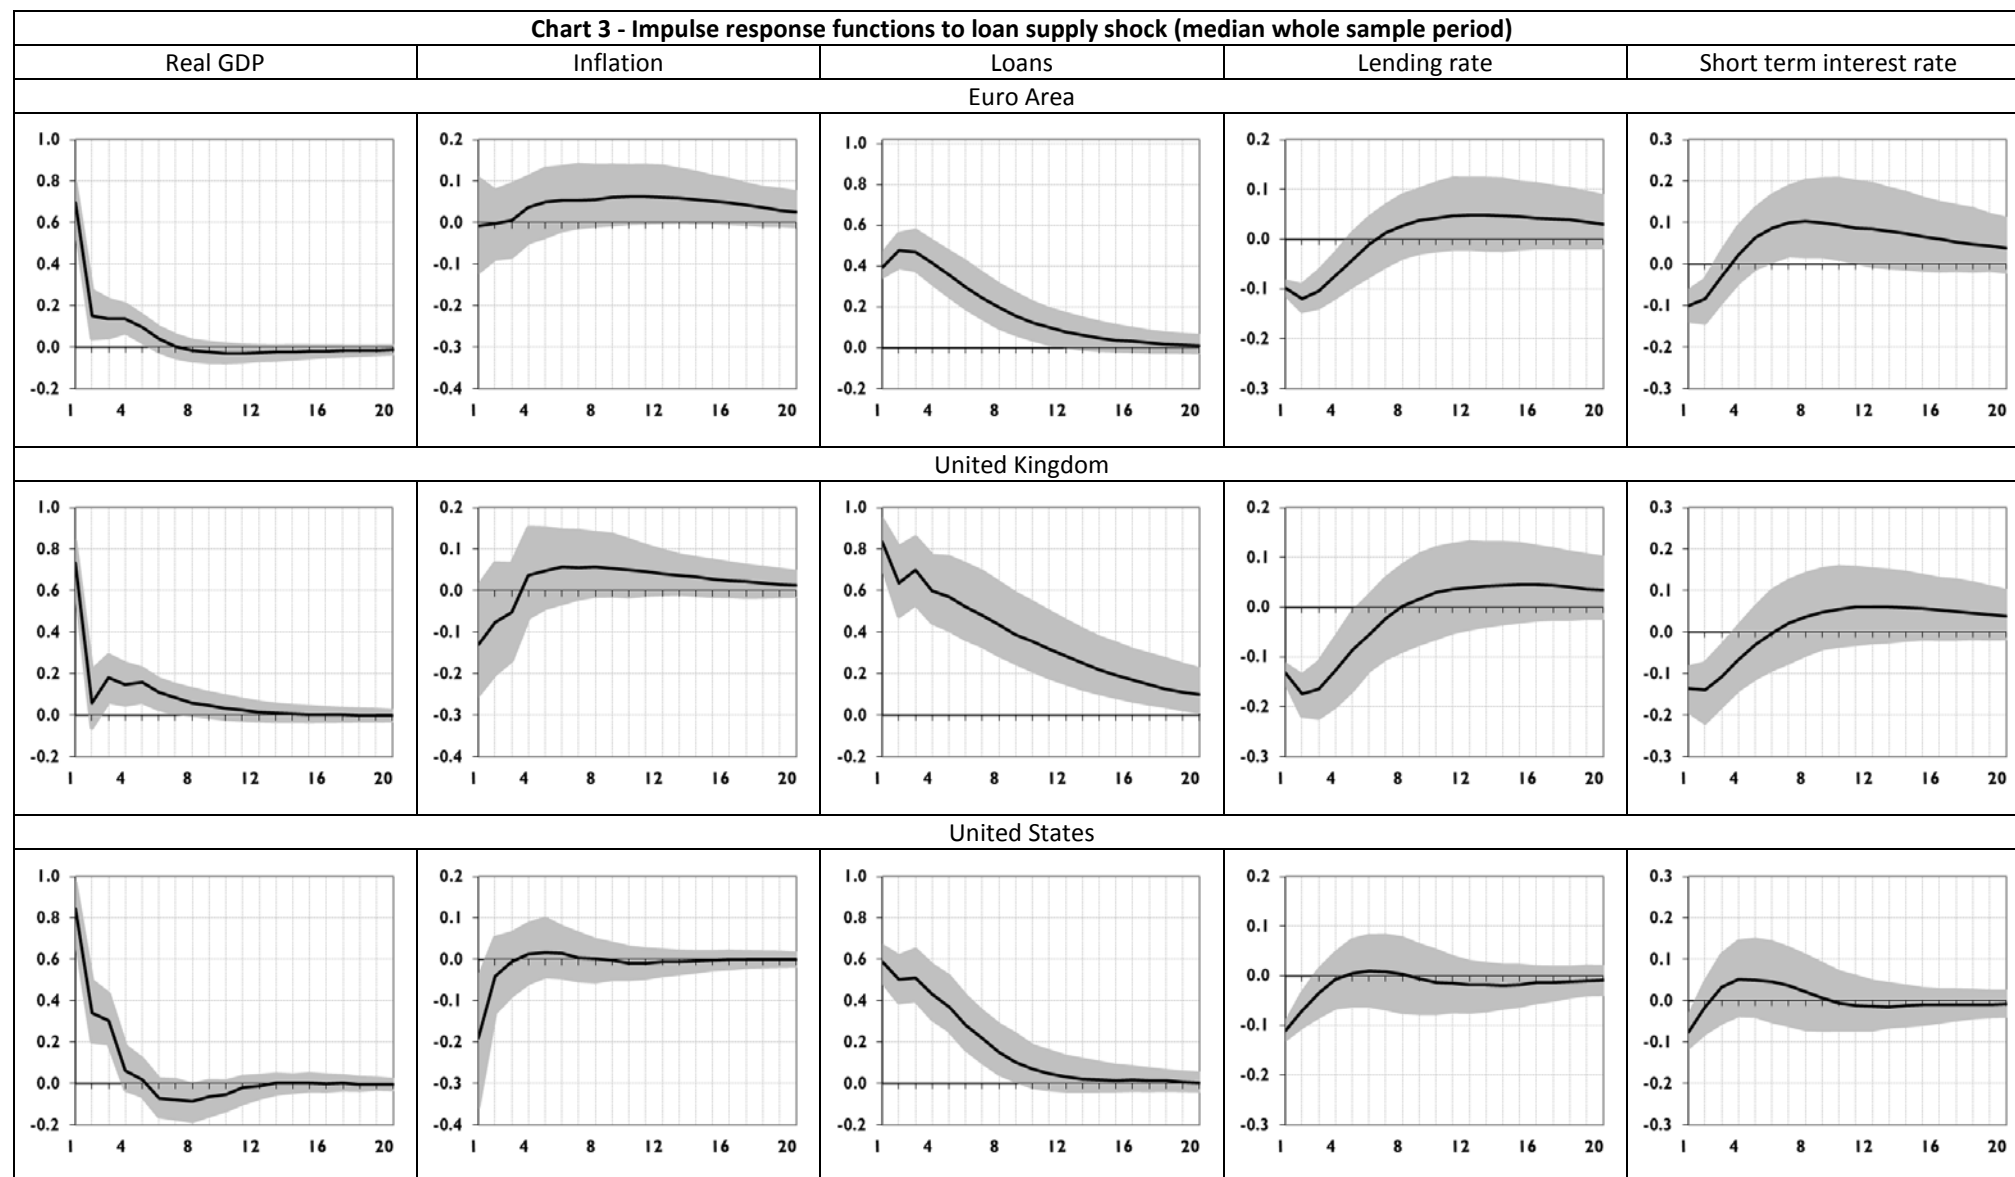 Chart 3 - Impulse response functions to loan supply shock (median whole sample period)
Real GDP Inflation Loans Lending rate Short term interest rate
Euro Area
1.0 0.2 1.0 0.2 0.3
0.8 0.1 0.8 0.1 0.2
0.6 0.0 0.6 0.0 0.1
0.4 -0.1 0.4 0.0
0.2 -0.2 0.2 -0.1 -0.1
0.0 -0.3 0.0 -0.2 -0.2
-0.2 -0.4 -0.2 -0.3 -0.3
1 4 8 12 16 20 1 4 8 12 16 20 1 4 8 12 16 20 1 4 8 12 16 20 1 4 8 12 16 20
United Kingdom
1.0 0.2 1.0 0.2 0.3
0.8 0.1 0.8 0.1 0.2
0.6 0.0 0.6 0.0 0.1
0.4 -0.1 0.4 0.0
0.2 -0.2 0.2 -0.1 -0.1
0.0 -0.3 0.0 -0.2 -0.2
-0.2 -0.4 -0.2 -0.3 -0.3
1 4 8 12 16 20 1 4 8 12 16 20 1 4 8 12 16 20 1 4 8 12 16 20 1 4 8 12 16 20
United States
1.0 0.2 1.0 0.2 0.3
0.8 0.1 0.8 0.1 0.2
0.6 0.0 0.6 0.0 0.1
0.4 -0.1 0.4 0.0
0.2 -0.2 0.2 -0.1 -0.1
0.0 -0.3 0.0 -0.2 -0.2
-0.2 -0.4 -0.2 -0.3 -0.3
1 4 8 12 16 20 1 4 8 12 16 20 1 4 8 12 16 20 1 4 8 12 16 20 1 4 8 12 16 20